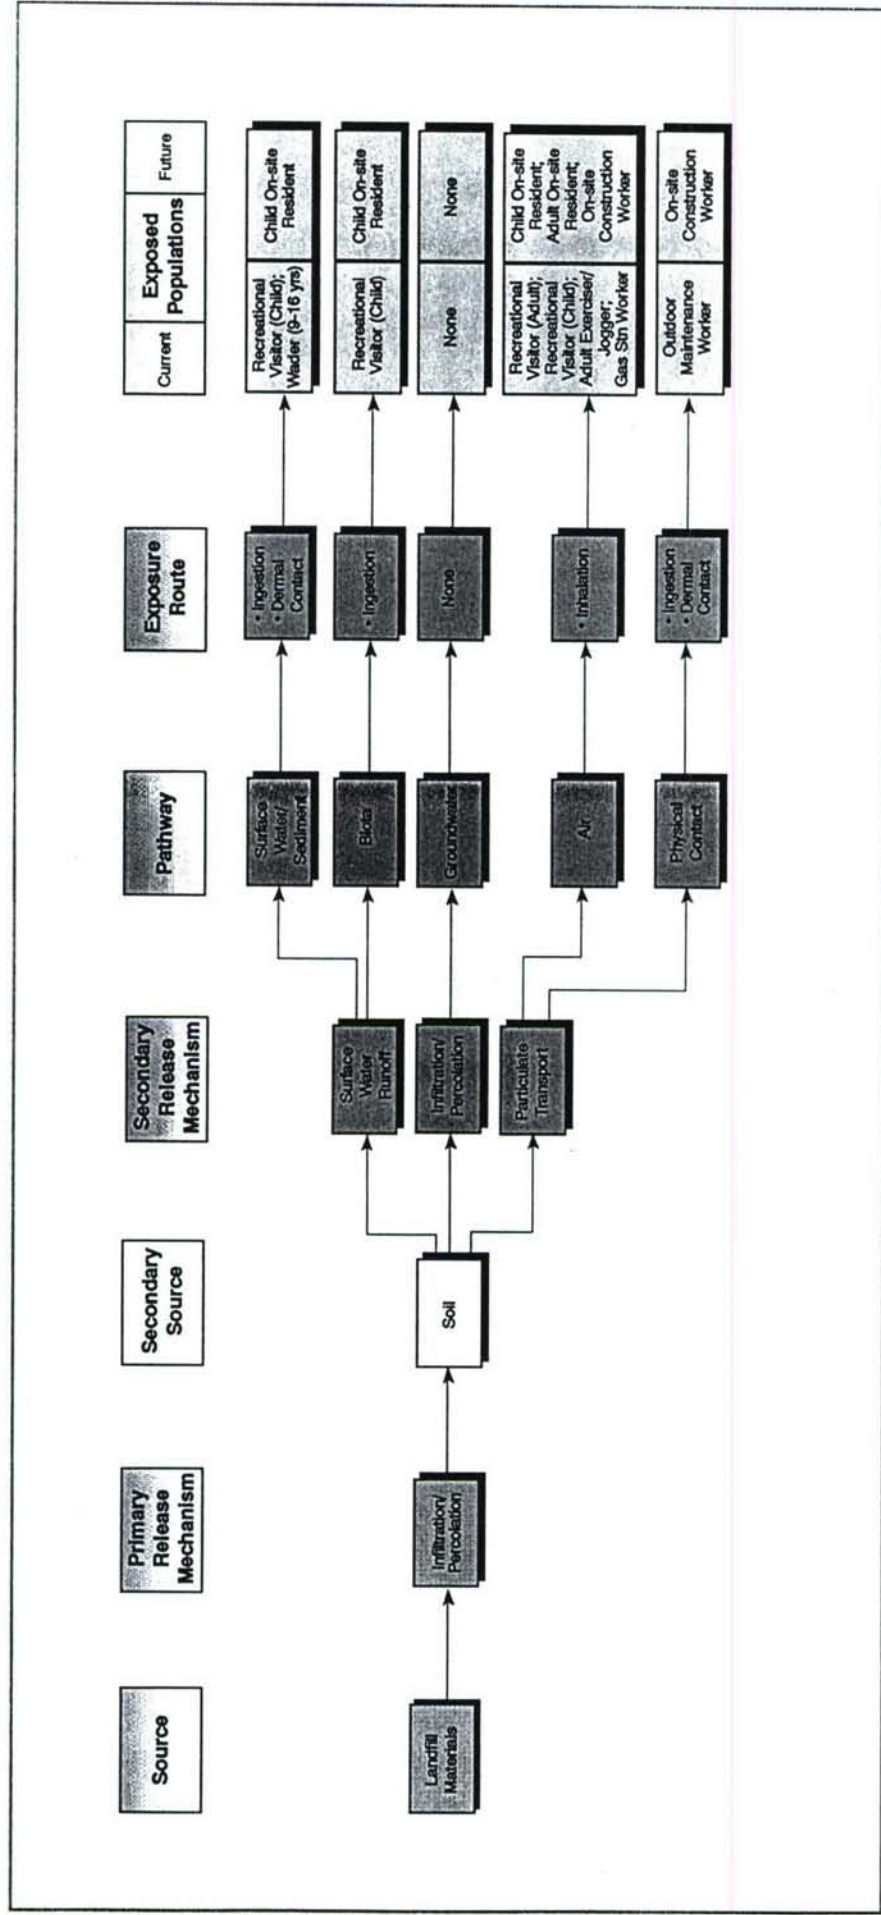 Source
Primary
Release
Mechanism
Secondary
Source
Secondary
Release
Mechanism
Pathway
Exposure
Route
Current
Exposed
Populations
Future
Landfill
Materials
Infiltration/
Percolation
Soil
Surface
Water
Runoff
Infiltration/
Percolation
Particulate
Transport
Surface
Water/
Sediment
Biota
Groundwater
Air
Physical
Contact
• Ingestion
• Dermal
Contact
• Ingestion
None
• Inhalation
• Ingestion
• Dermal
Contact
Recreational
Visitor (Child);
Wader (9-16 yrs)
Child On-site
Resident
Recreational
Visitor (Child)
Child On-site
Resident
None
None
Recreational
Visitor (Adult);
Recreational
Visitor (Child);
Adult Exerciser/
Jogger;
Gas Stn Worker
Child On-site
Resident;
Adult On-site
Resident;
On-site
Construction
Worker
Outdoor
Maintenance
Worker
On-site
Construction
Worker